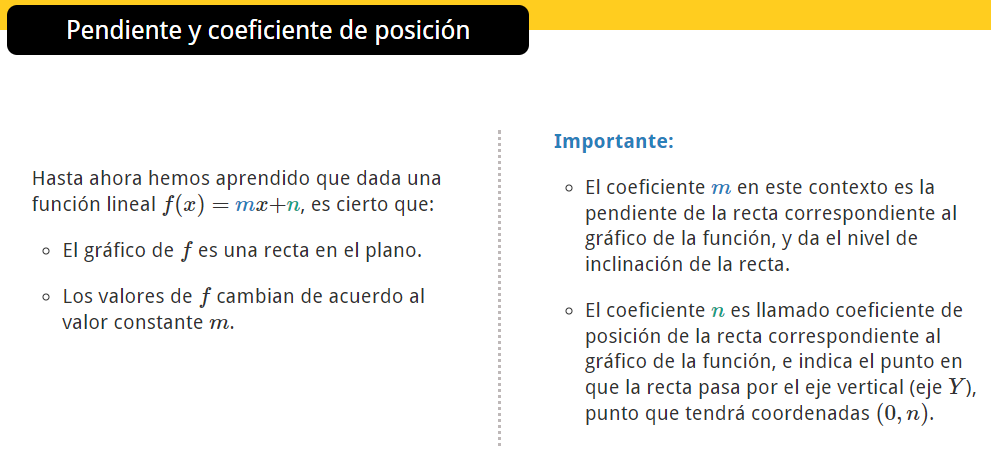 Pendiente y coeficiente de posición
Hasta ahora hemos aprendido que dada una
función lineal f(x) = mx+n, es cierto que:
◦ El gráfico de f es una recta en el plano.
◦ Los valores de f cambian de acuerdo al
valor constante m.
Importante:
◦ El coeficiente m en este contexto es la
pendiente de la recta correspondiente al
gráfico de la función, y da el nivel de
inclinación de la recta.
◦ El coeficiente n es llamado coeficiente de
posición de la recta correspondiente al
gráfico de la función, e indica el punto en
que la recta pasa por el eje vertical (eje Y),
punto que tendrá coordenadas (0, n).